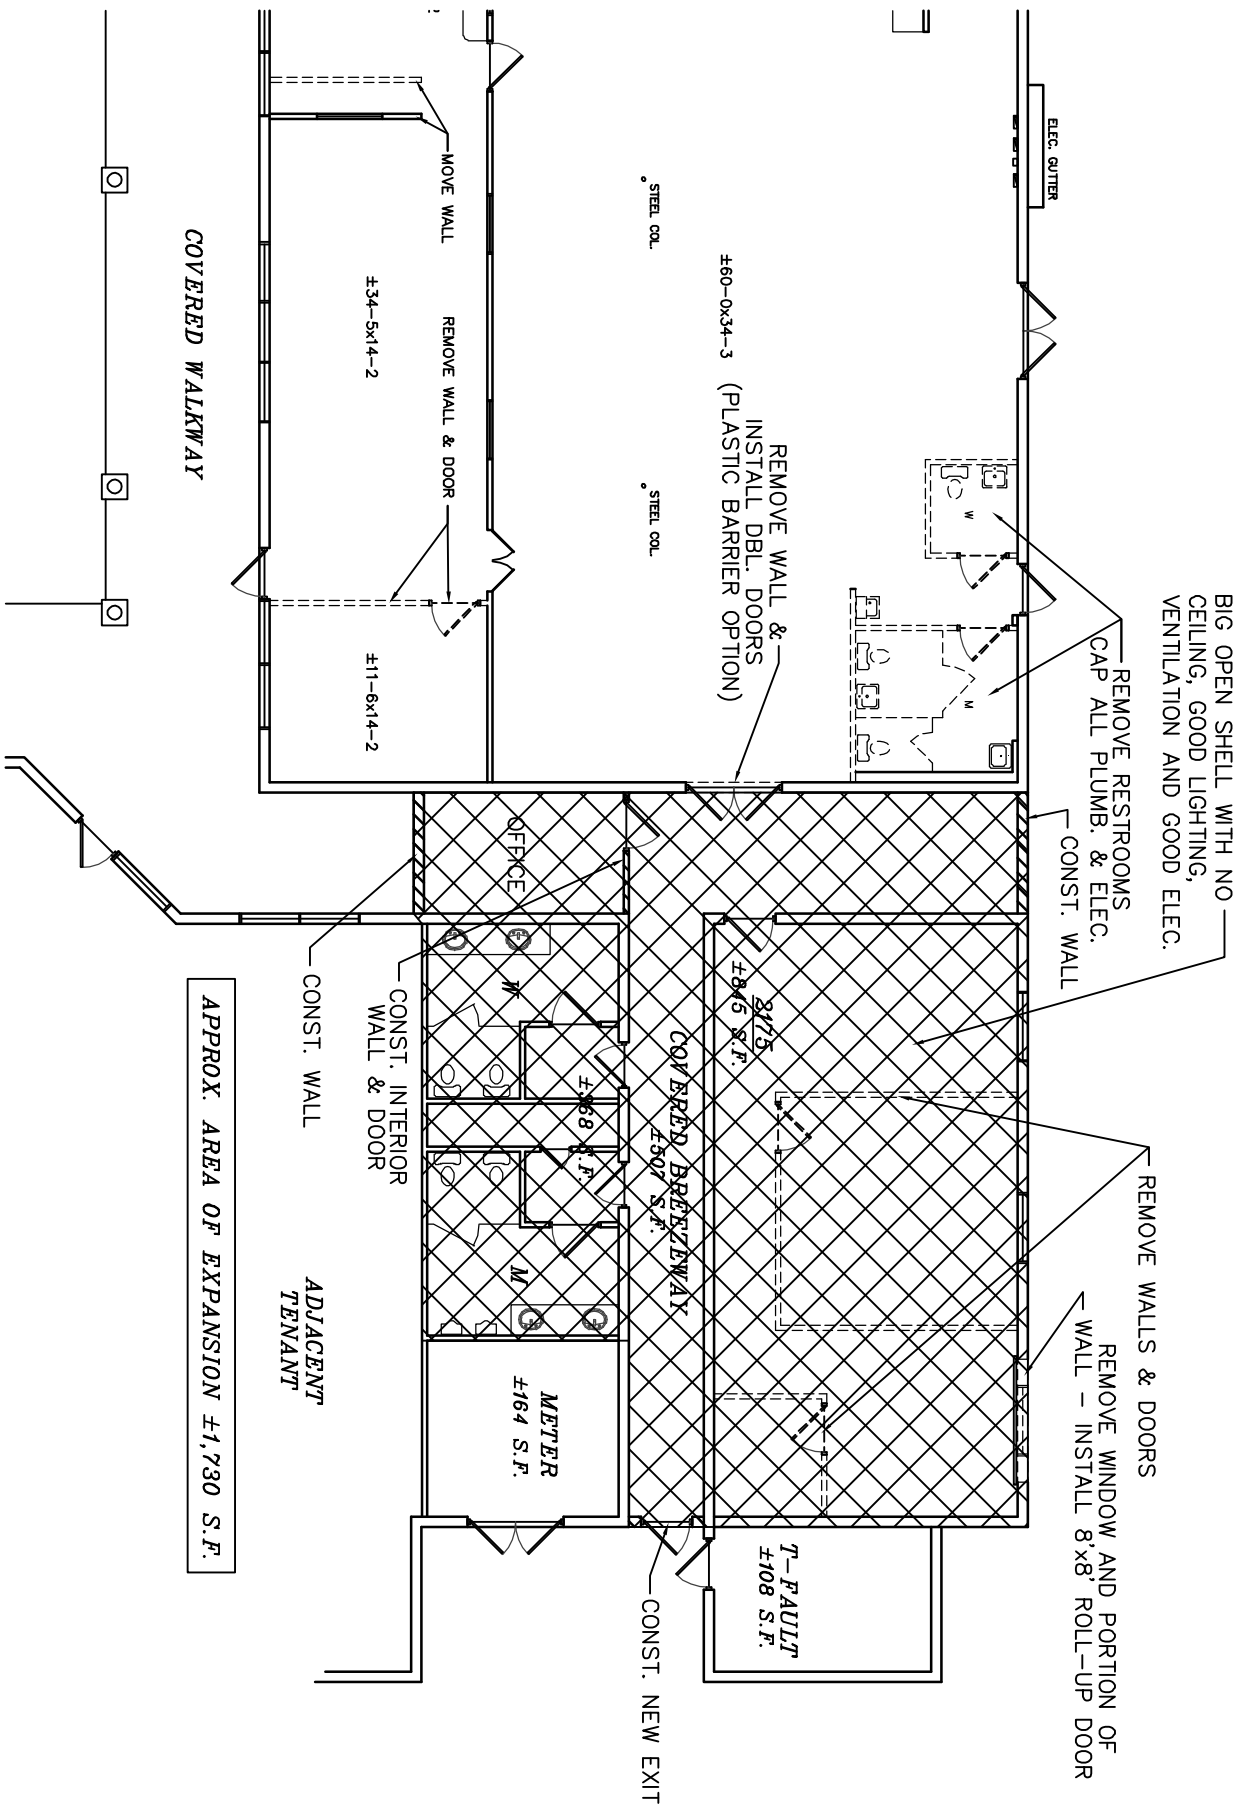 BIG OPEN SHELL WITH NO
CEILING, GOOD LIGHTING,
VENTILATION AND GOOD ELEC.
REMOVE RESTROOMS
CAP ALL PLUMB. & ELEC.
CONST. WALL
REMOVE WALLS & DOORS
REMOVE WINDOW AND PORTION OF
WALL - INSTALL 8'x8' ROLL-UP DOOR
ELEC. GUTTER
W
M
STEEL COL.
STEEL COL.
±60-0x34-3
REMOVE WALL &
INSTALL DBL. DOORS
(PLASTIC BARRIER OPTION)
2175
±845 S.F.
T-FAULT
±108 S.F.
COVERED BREEZEWAY
±507 S.F.
CONST. NEW EXIT
MOVE WALL
REMOVE WALL & DOOR
±34-5x14-2
±11-6x14-2
OFFICE
W
±368 S.F.
M
METER
±164 S.F.
CONST. INTERIOR
WALL & DOOR
CONST. WALL
COVERED WALKWAY
ADJACENT
TENANT
APPROX. AREA OF EXPANSION ±1,730 S.F.